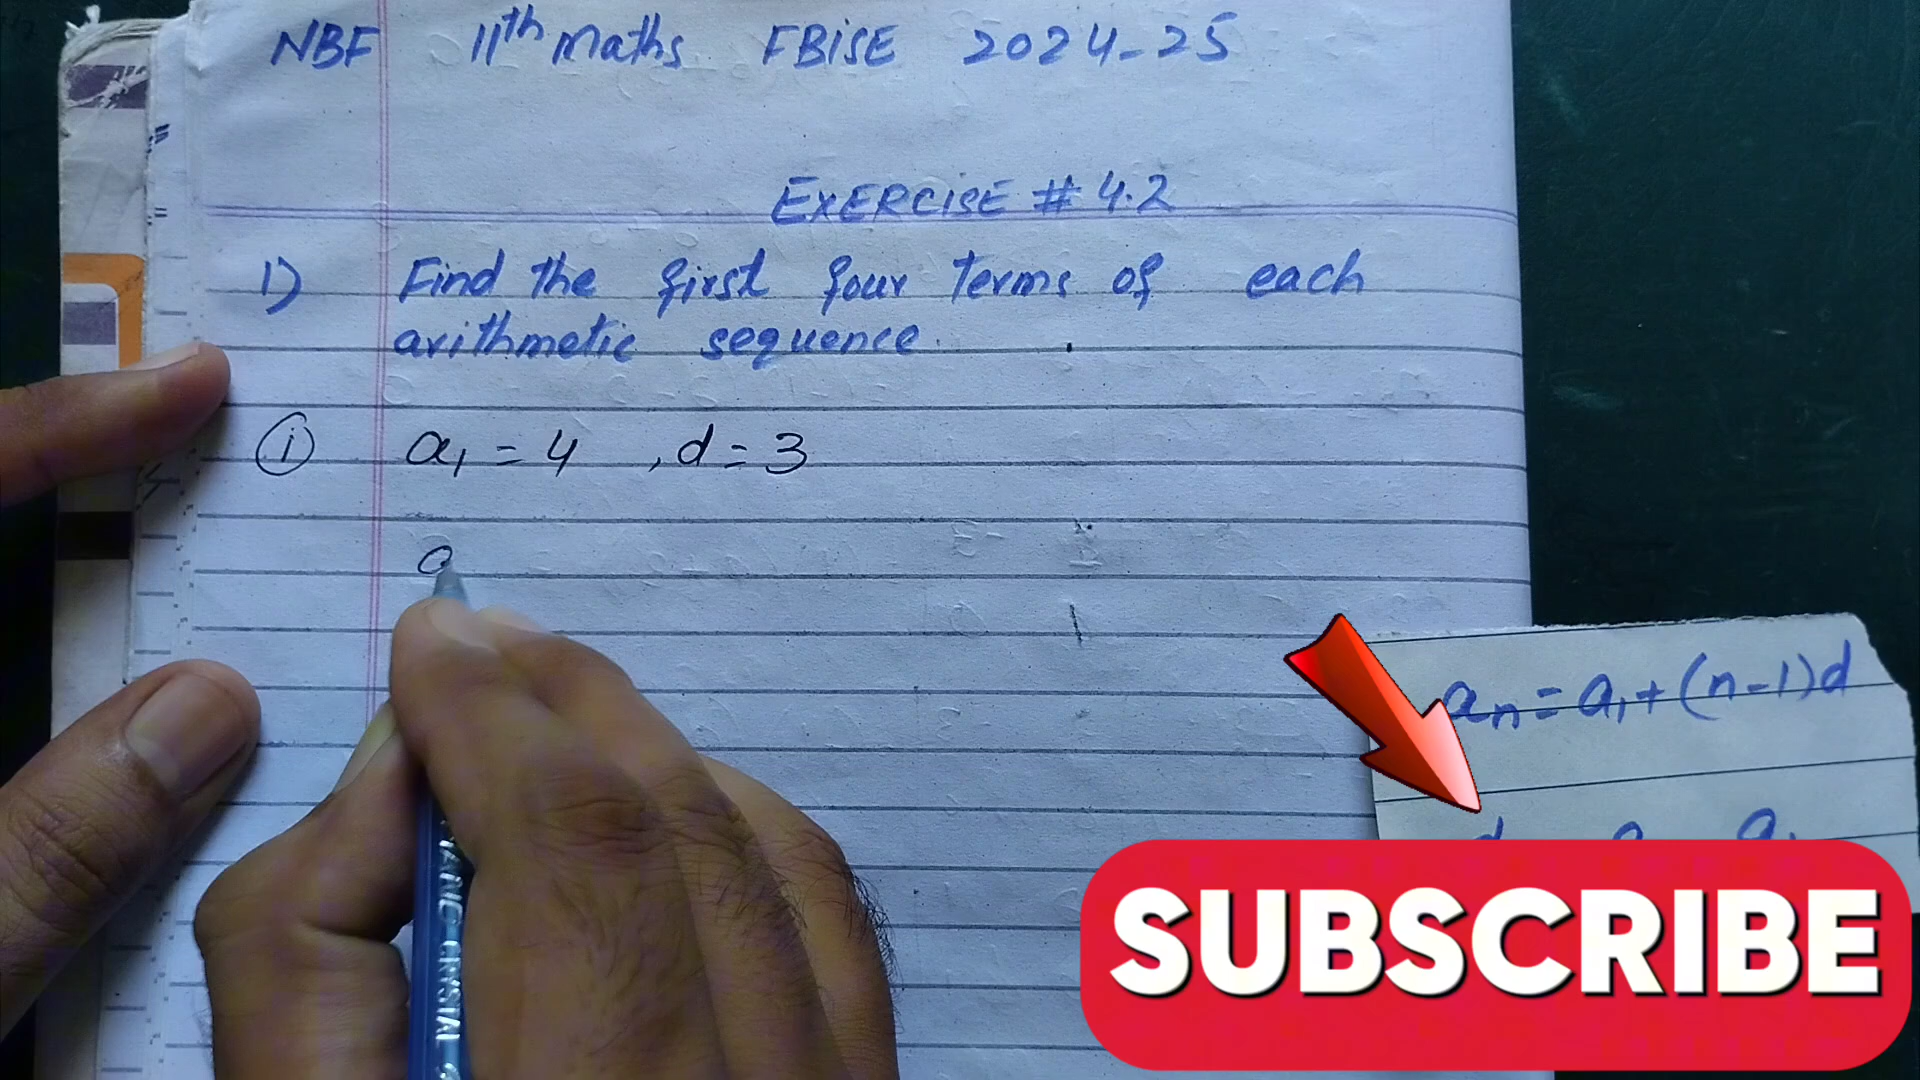 NBF 11th Maths FBiSE 2024-25
EXERCISE # 4.2
1) Find the first four terms of each
arithmetic sequence.
i a₁ = 4 , d = 3
a
aₙ = a₁ + (n-1)d
SUBSCRIBE